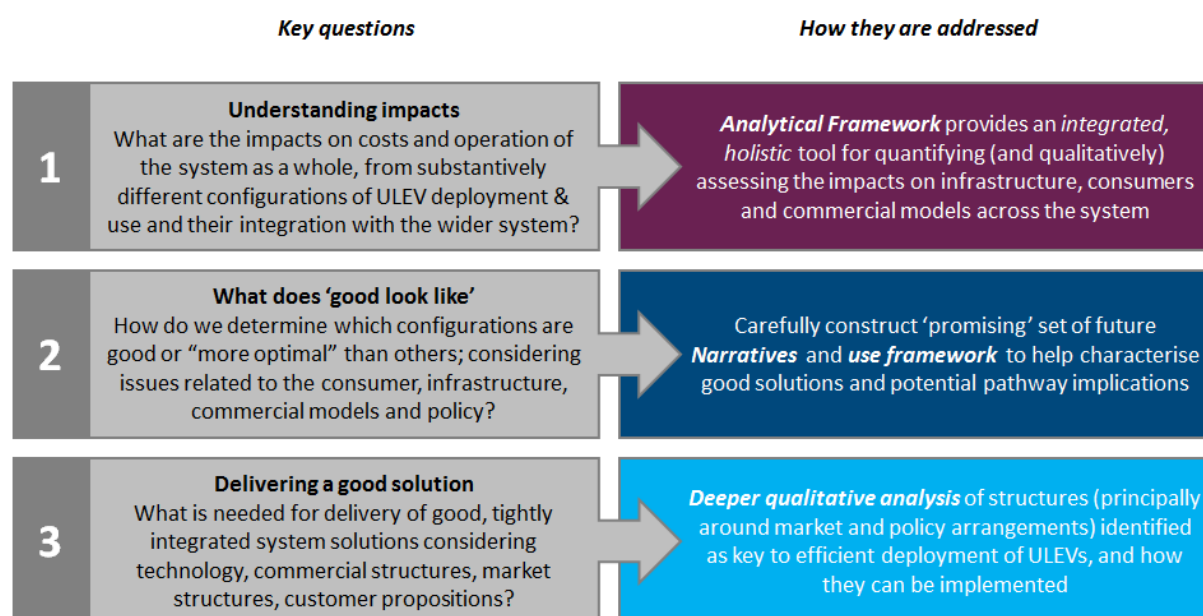 Key questions
How they are addressed
1
Understanding impacts
What are the impacts on costs and operation of
the system as a whole, from substantively
different configurations of ULEV deployment &
use and their integration with the wider system?
Analytical Framework provides an integrated,
holistic tool for quantifying (and qualitatively)
assessing the impacts on infrastructure, consumers
and commercial models across the system
2
What does ‘good look like’
How do we determine which configurations are
good or “more optimal” than others; considering
issues related to the consumer, infrastructure,
commercial models and policy?
Carefully construct ‘promising’ set of future
Narratives and use framework to help characterise
good solutions and potential pathway implications
3
Delivering a good solution
What is needed for delivery of good, tightly
integrated system solutions considering
technology, commercial structures, market
structures, customer propositions?
Deeper qualitative analysis of structures (principally
around market and policy arrangements) identified
as key to efficient deployment of ULEVs, and how
they can be implemented